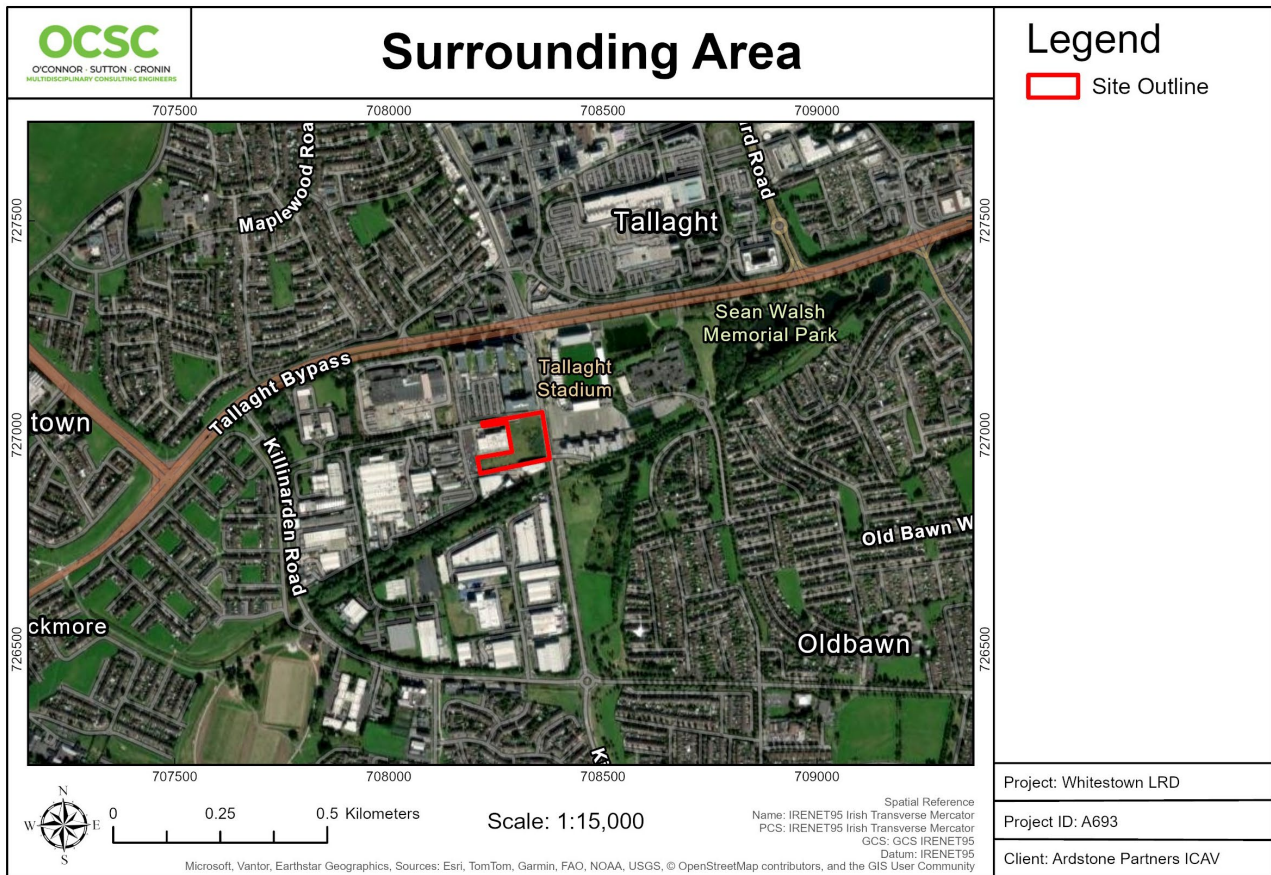 OCSC
O'CONNOR · SUTTON · CRONIN
MULTIDISCIPLINARY CONSULTING ENGINEERS
Surrounding Area
Legend
Site Outline
707500
708000
708500
709000
727500
727500
727000
727000
726500
726500
Maplewood Roa
rd Road
Tallaght
Sean Walsh
Memorial Park
Tallaght
Stadium
Tallaght Bypass
town
Killinarden Road
Old Bawn W
ckmore
Oldbawn
Ki
707500
708000
708500
709000
N
W
E
S
0
0.25
0.5 Kilometers
Scale: 1:15,000
Spatial Reference
Name: IRENET95 Irish Transverse Mercator
PCS: IRENET95 Irish Transverse Mercator
GCS: GCS IRENET95
Datum: IRENET95
Microsoft, Vantor, Earthstar Geographics, Sources: Esri, TomTom, Garmin, FAO, NOAA, USGS, © OpenStreetMap contributors, and the GIS User Community
Project: Whitestown LRD
Project ID: A693
Client: Ardstone Partners ICAV